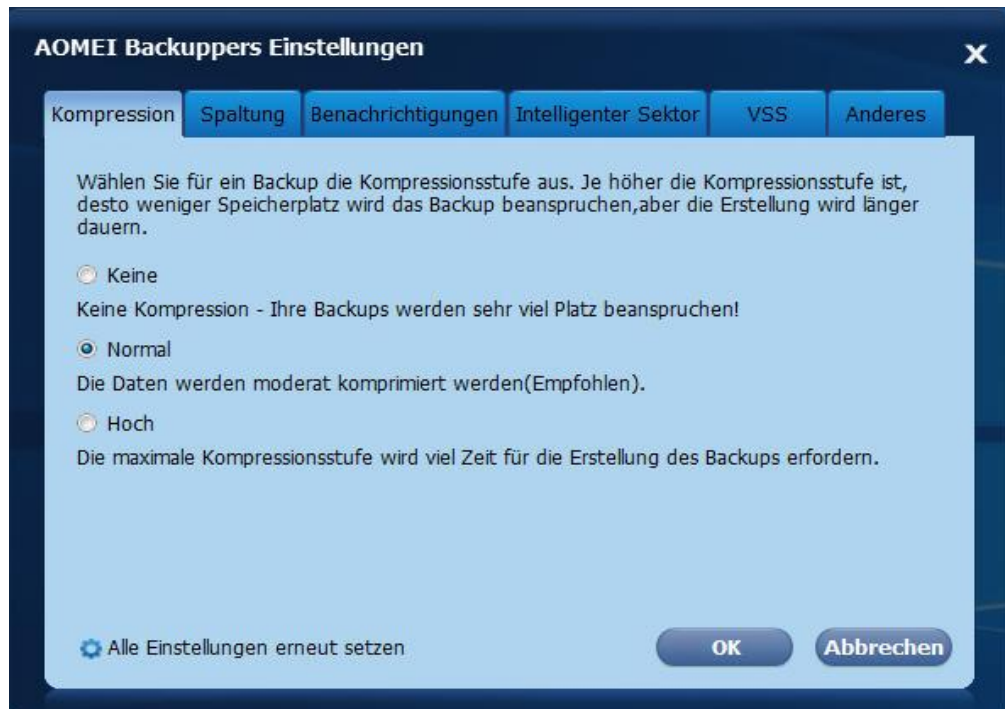 AOMEI Backuppers Einstellungen
X
Kompression Spaltung Benachrichtigungen Intelligenter Sektor VSS Anderes
Wählen Sie für ein Backup die Kompressionsstufe aus. Je höher die Kompressionsstufe ist,
desto weniger Speicherplatz wird das Backup beanspruchen,aber die Erstellung wird länger
dauern.
Keine
Keine Kompression - Ihre Backups werden sehr viel Platz beanspruchen!
Normal
Die Daten werden moderat komprimiert werden(Empfohlen).
Hoch
Die maximale Kompressionsstufe wird viel Zeit für die Erstellung des Backups erfordern.
Alle Einstellungen erneut setzen
OK
Abbrechen